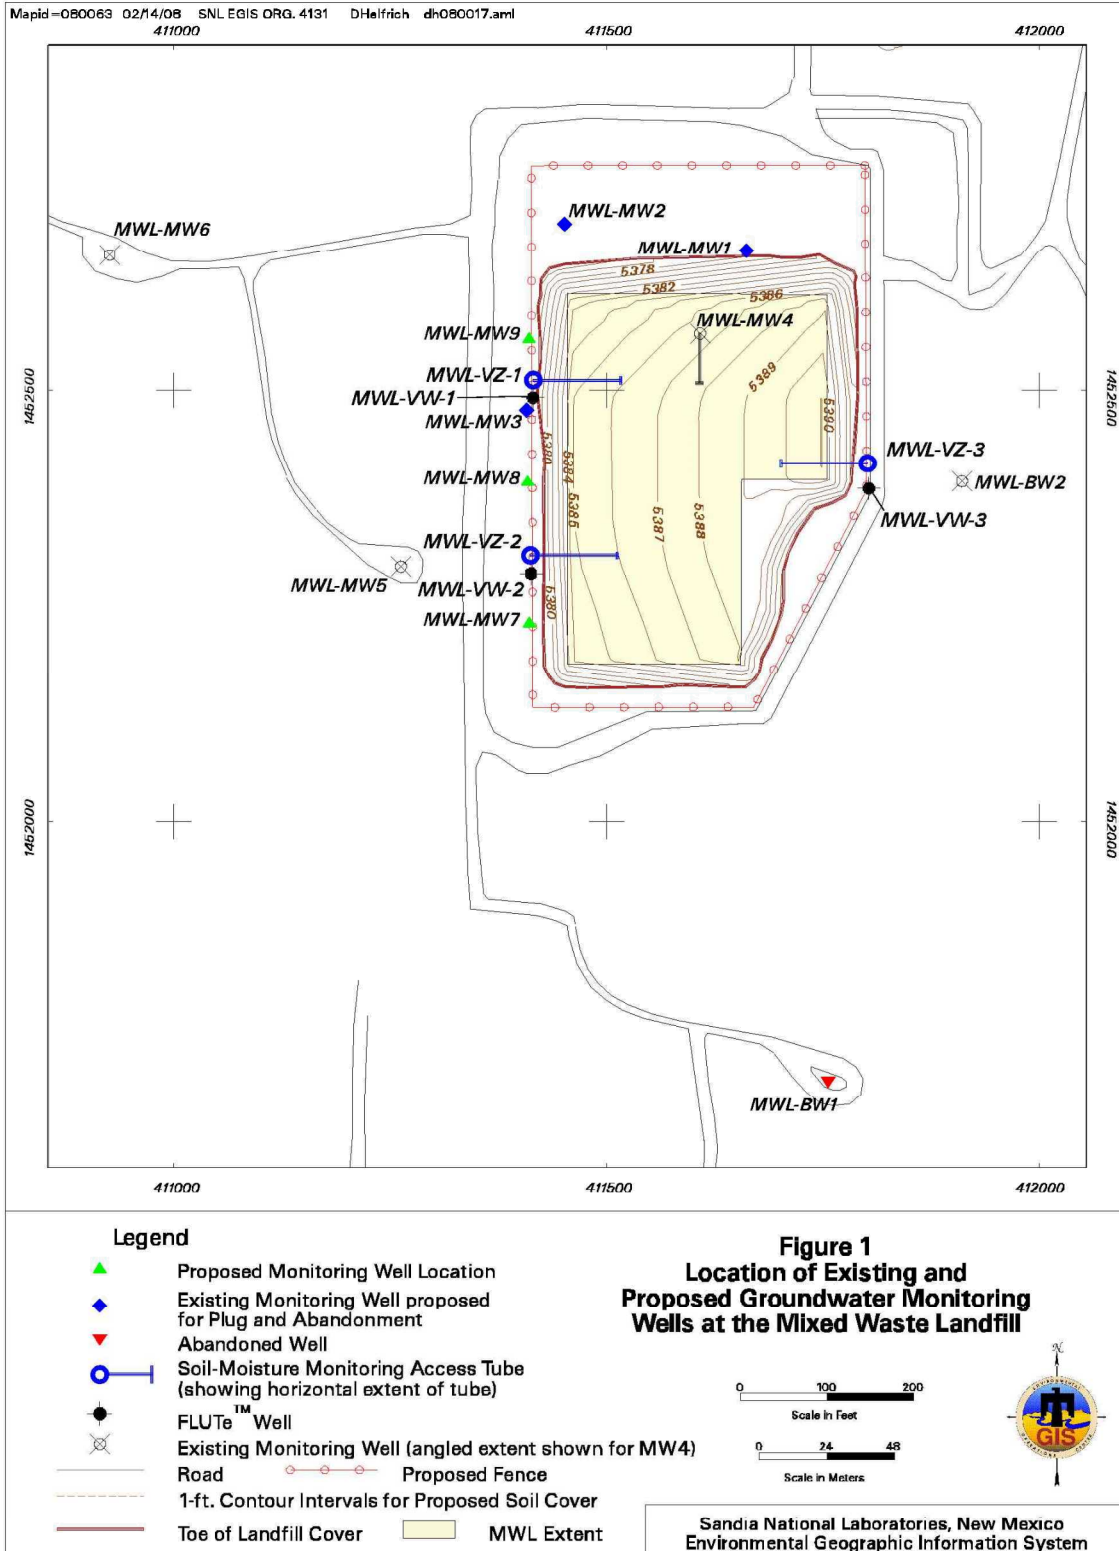 Mapid=080063 02/14/08 SNL EGIS ORG. 4131 DHelfrich dh080017.aml
411000 411500 412000
MWL-MW6
MWL-MW2
MWL-MW1
5378
5382
5386
MWL-MW9
MWL-MW4
MWL-VZ-1
5389
1452500
1452500
MWL-VW-1
MWL-MW3
5390
5380
MWL-VZ-3
5384
MWL-MW8
MWL-BW2
5385
5387
5388
MWL-VW-3
MWL-VZ-2
MWL-MW5
MWL-VW-2
5380
MWL-MW7
1452000
1452000
MWL-BW1
411000 411500 412000
Legend
Proposed Monitoring Well Location
Existing Monitoring Well proposed
for Plug and Abandonment
Abandoned Well
Soil-Moisture Monitoring Access Tube
(showing horizontal extent of tube)
FLUTe™ Well
Existing Monitoring Well (angled extent shown for MW4)
Road Proposed Fence
1-ft. Contour Intervals for Proposed Soil Cover
Toe of Landfill Cover MWL Extent
Figure 1
Location of Existing and
Proposed Groundwater Monitoring
Wells at the Mixed Waste Landfill
0 100 200
Scale in Feet
0 24 48
Scale in Meters
N
GIS
Sandia National Laboratories, New Mexico
Environmental Geographic Information System